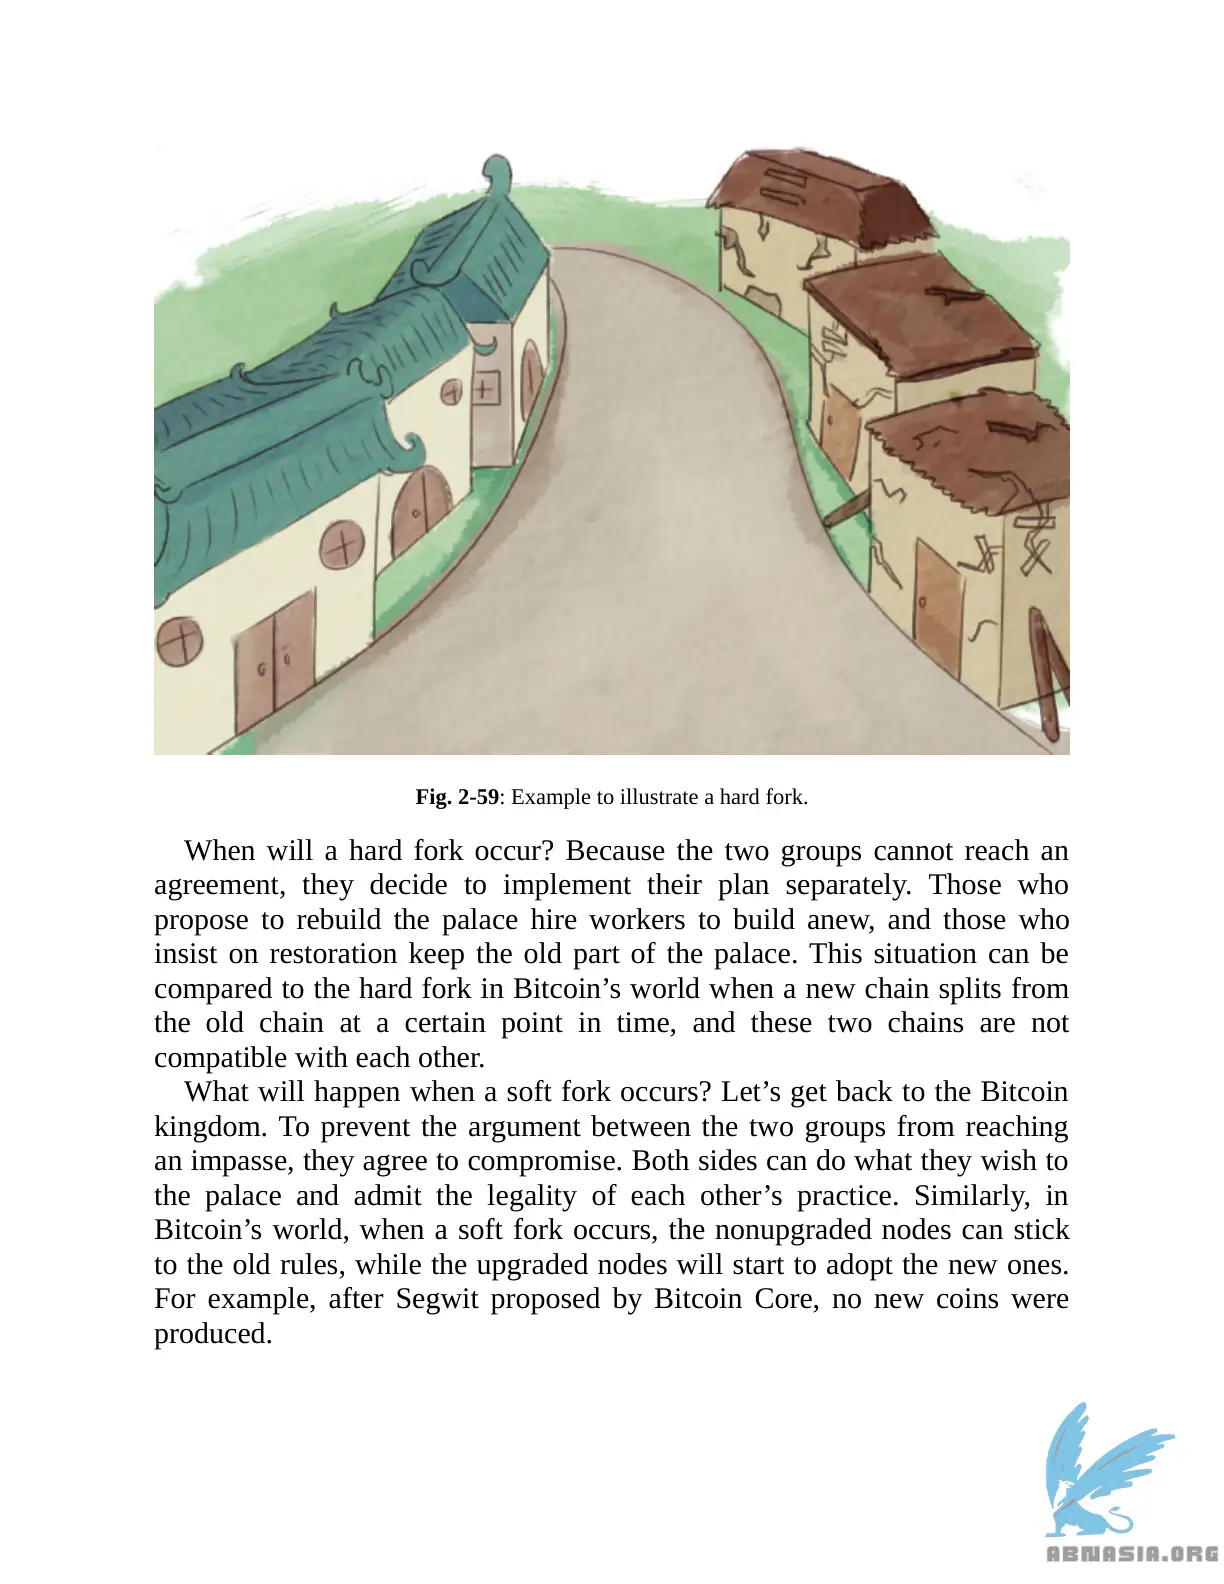 Fig. 2-59: Example to illustrate a hard fork.
When will a hard fork occur? Because the two groups cannot reach an
agreement, they decide to implement their plan separately. Those who
propose to rebuild the palace hire workers to build anew, and those who
insist on restoration keep the old part of the palace. This situation can be
compared to the hard fork in Bitcoin’s world when a new chain splits from
the old chain at a certain point in time, and these two chains are not
compatible with each other.
What will happen when a soft fork occurs? Let’s get back to the Bitcoin
kingdom. To prevent the argument between the two groups from reaching
an impasse, they agree to compromise. Both sides can do what they wish to
the palace and admit the legality of each other’s practice. Similarly, in
Bitcoin’s world, when a soft fork occurs, the nonupgraded nodes can stick
to the old rules, while the upgraded nodes will start to adopt the new ones.
For example, after Segwit proposed by Bitcoin Core, no new coins were
produced.
ABNASIA.ORG